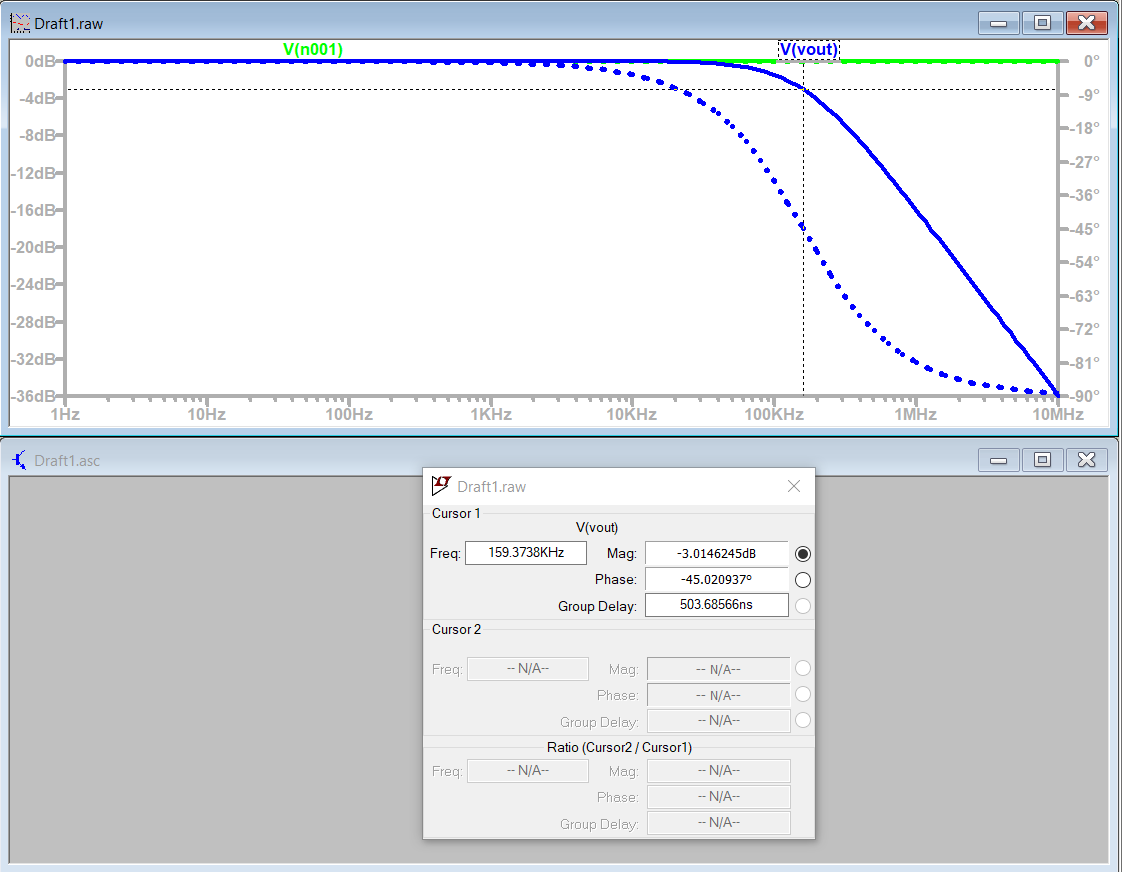 Draft1.raw
V(n001)
V(vout)
0dB
-4dB
-8dB
-12dB
-16dB
-20dB
-24dB
-28dB
-32dB
-36dB
0°
-9°
-18°
-27°
-36°
-45°
-54°
-63°
-72°
-81°
-90°
1Hz 10Hz 100Hz 1KHz 10KHz 100KHz 1MHz 10MHz
Draft1.asc
Draft1.raw
Cursor 1
V(vout)
Freq: 159.3738KHz Mag: -3.0146245dB
Phase: -45.020937°
Group Delay: 503.68566ns
Cursor 2
Freq: -- N/A-- Mag: -- N/A--
Phase: -- N/A--
Group Delay: -- N/A--
Ratio (Cursor2 / Cursor1)
Freq: -- N/A-- Mag: -- N/A--
Phase: -- N/A--
Group Delay: -- N/A--